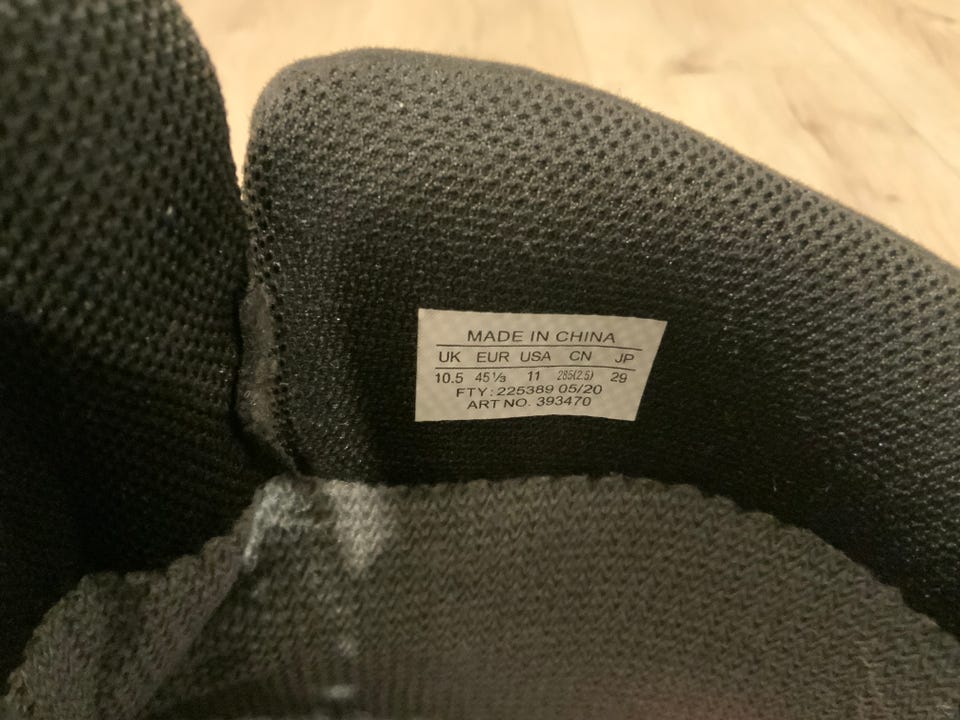 MADE IN CHINA
UK EUR USA CN JP
10.5 45⅓ 11 285(2.5) 29
FTY: 225389 05/20
ART NO. 393470